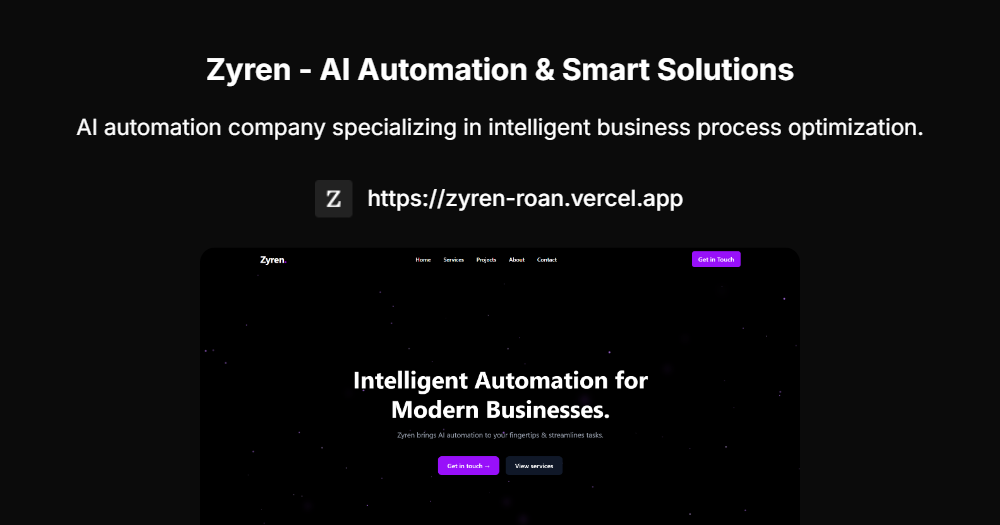 Zyren - AI Automation & Smart Solutions
AI automation company specializing in intelligent business process optimization.
Z
https://zyren-roan.vercel.app
Zyren.
Home Services Projects About Contact
Get in Touch
Intelligent Automation for
Modern Businesses.
Zyren brings AI automation to your fingertips & streamlines tasks.
Get in touch →
View services